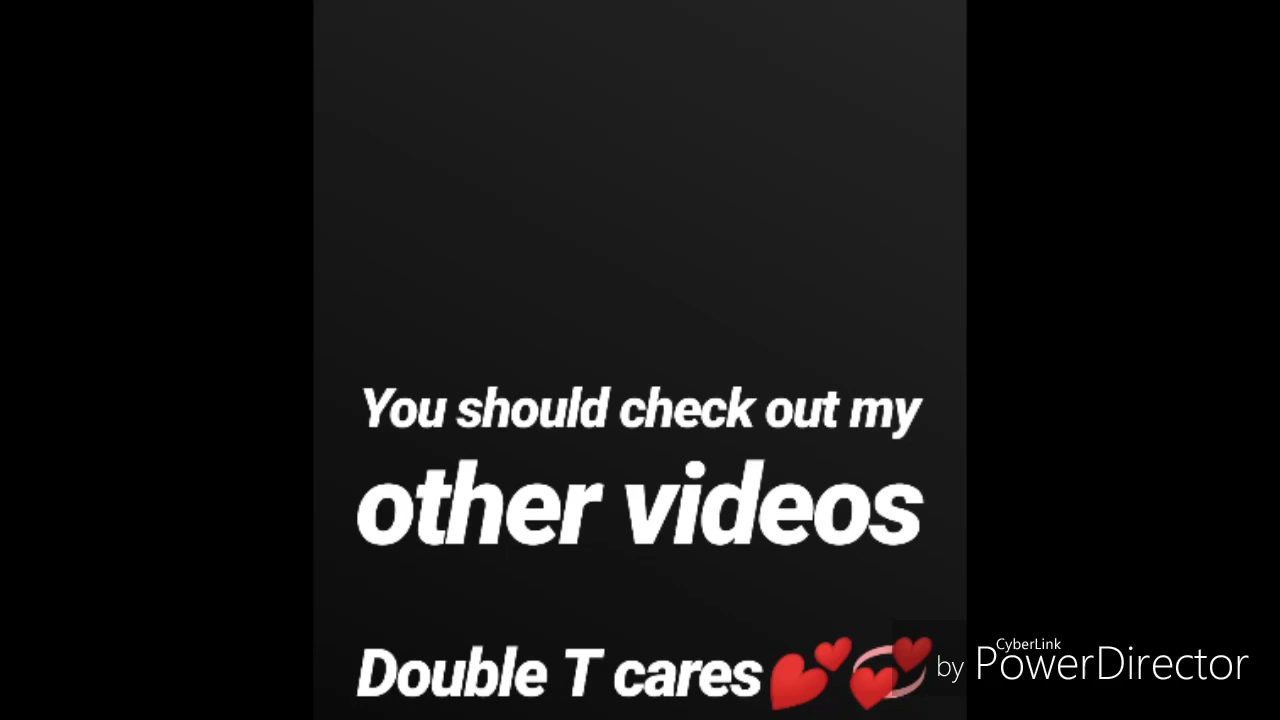 You should check out my
other videos
Double T cares💕💞
CyberLink
by PowerDirector